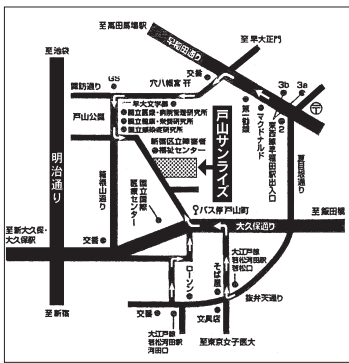 至高田馬場駅
早稲田通り
至早大正門
至池袋
交番
諏訪通り
GS
穴八幡宮
3b
3a
早大文学部
国立健康・栄養研究所
国立感染症研究所
戸山公園
新宿区立障害者
福祉センター
戸山サンライズ
第一勧銀
マクドナルド
東西線早稲田駅出入口
2
夏目坂通り
明治通り
箱根山通り
国立国際
医療センター
バス停 戸山町
至飯田橋
大久保通り
至新大久保・
大久保駅
交番
ローソン
そば屋
大江戸線
若松河田駅
若松口
抜弁天通り
至新宿
交番
大江戸線
若松河田駅
河田口
文具店
至東京女子医大